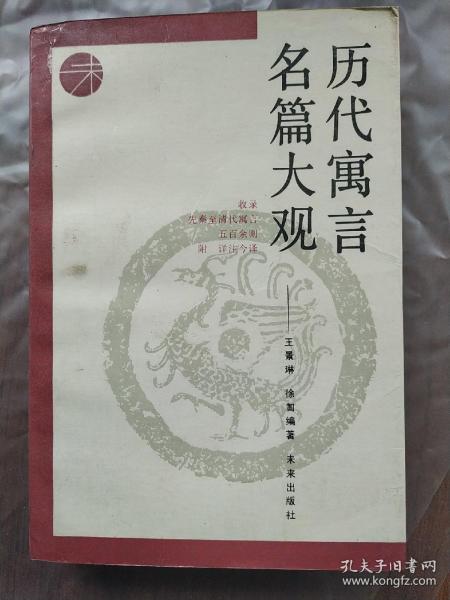 历代寓言
名篇大观
收录
先秦至清代寓言
五百余则
附 详注今译
——王景琳 徐匋编著 未来出版社
孔夫子旧书网
www.kongfz.com